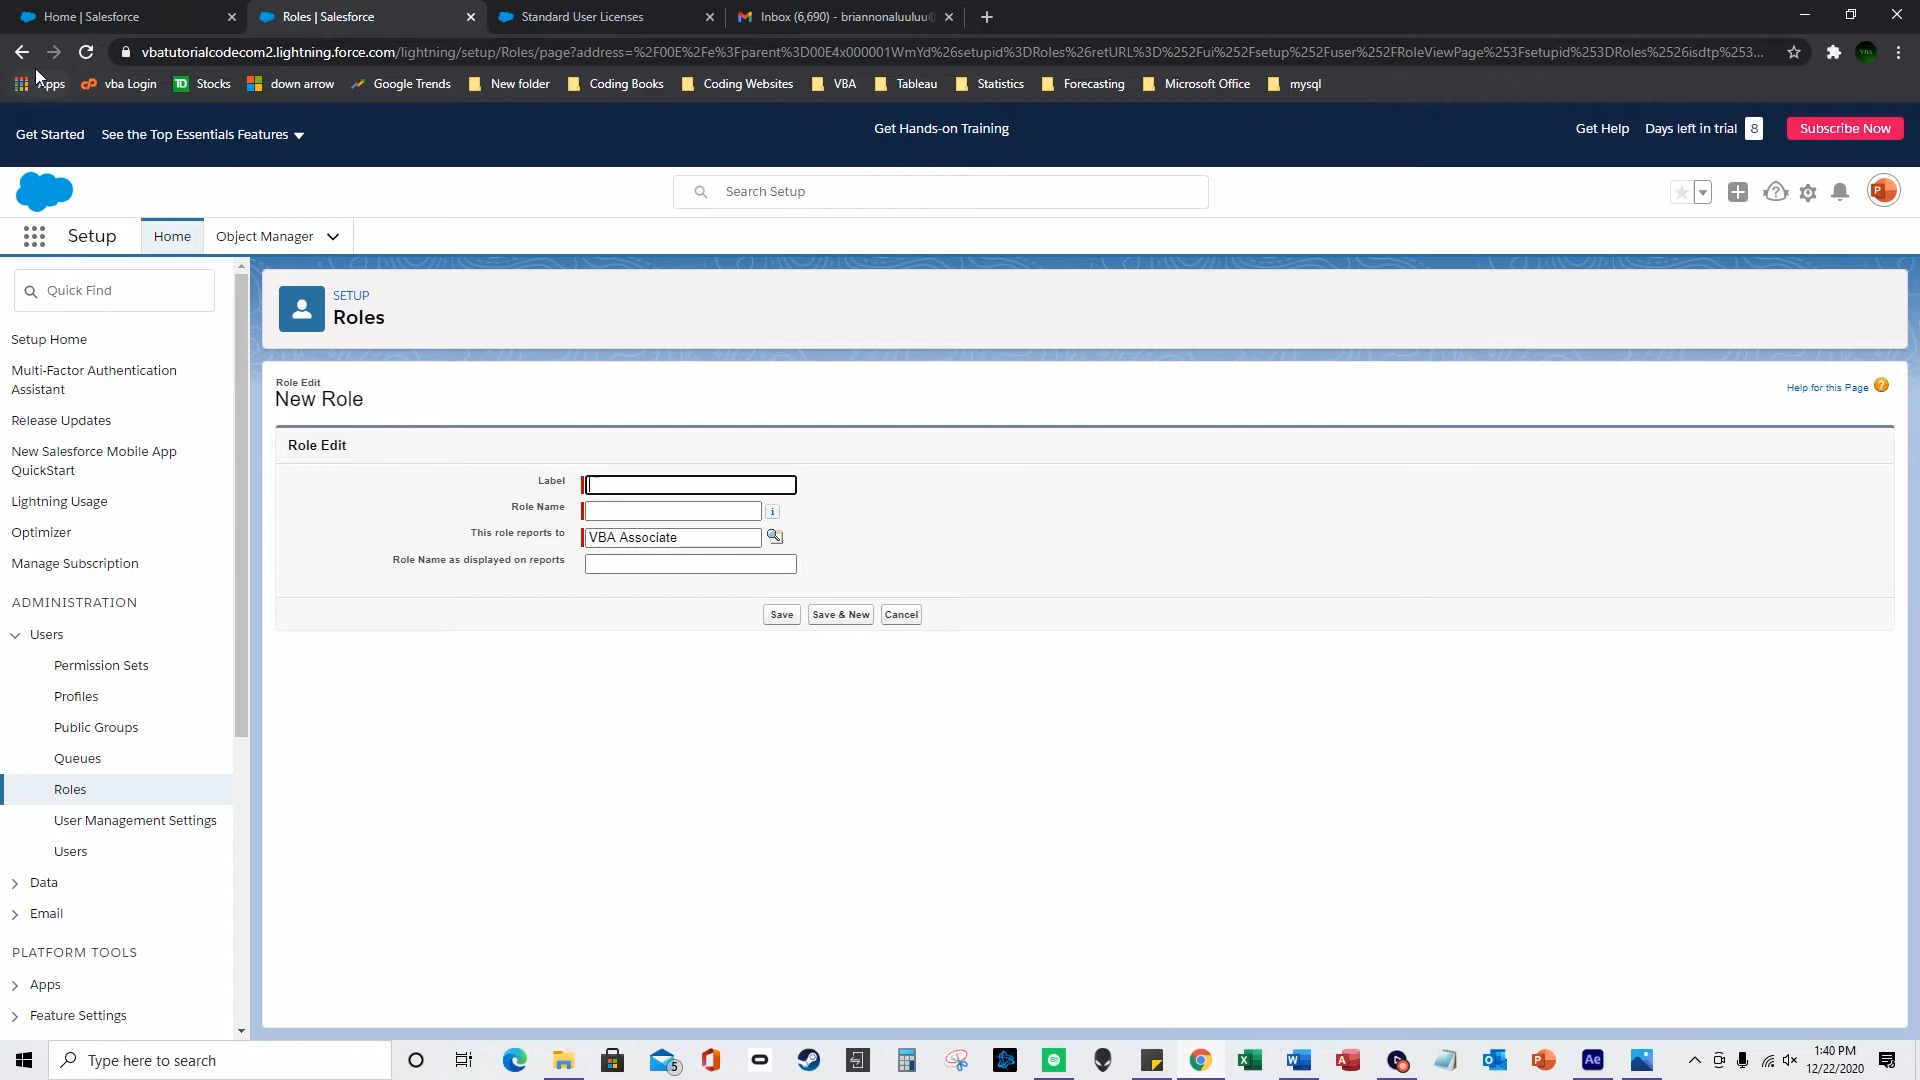 Home | Salesforce
Roles | Salesforce
Standard User Licenses
Inbox (6,690) - briannonaluuluu@
vbatutorialcodecom2.lightning.force.com/lightning/setup/Roles/page?address=%2F00E%2Fe%3Fparent%3D00E4x000001WmYd%26setupid%3DRoles%26retURL%3D%252Fui%252Fsetup%252Fuser%252FRoleViewPage%253Fsetupid%253DRoles%2526isdtp%253...
Apps
vba Login
Stocks
down arrow
Google Trends
New folder
Coding Books
Coding Websites
VBA
Tableau
Statistics
Forecasting
Microsoft Office
mysql
Get Started
See the Top Essentials Features
Get Hands-on Training
Get Help
Days left in trial 8
Subscribe Now
Search Setup
Setup
Home
Object Manager
Quick Find
Setup Home
Multi-Factor Authentication
Assistant
Release Updates
New Salesforce Mobile App
QuickStart
Lightning Usage
Optimizer
Manage Subscription
ADMINISTRATION
Users
Permission Sets
Profiles
Public Groups
Queues
Roles
User Management Settings
Users
Data
Email
PLATFORM TOOLS
Apps
Feature Settings
SETUP
Roles
Role Edit
New Role
Help for this Page
Role Edit
Label
Role Name
This role reports to
VBA Associate
Role Name as displayed on reports
Save
Save & New
Cancel
Type here to search
5
Ae
1:40 PM
12/22/2020